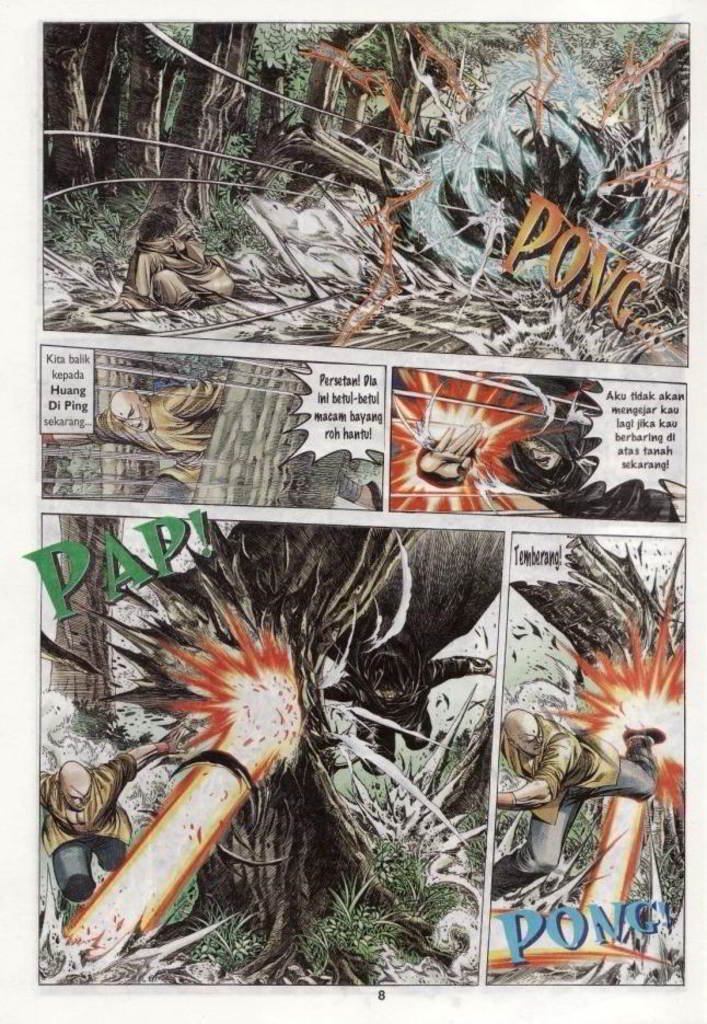 PONG...
Kita balik
kepada
Huang
Di Ping
sekarang...
Persetan! Dia
ini betul-betul
macam bayang
roh hantu!
Aku tidak akan
mengejar kau
lagi jika kau
berbaring di
atas tanah
sekarang!
PAP!
Temberang!
PONG!
8